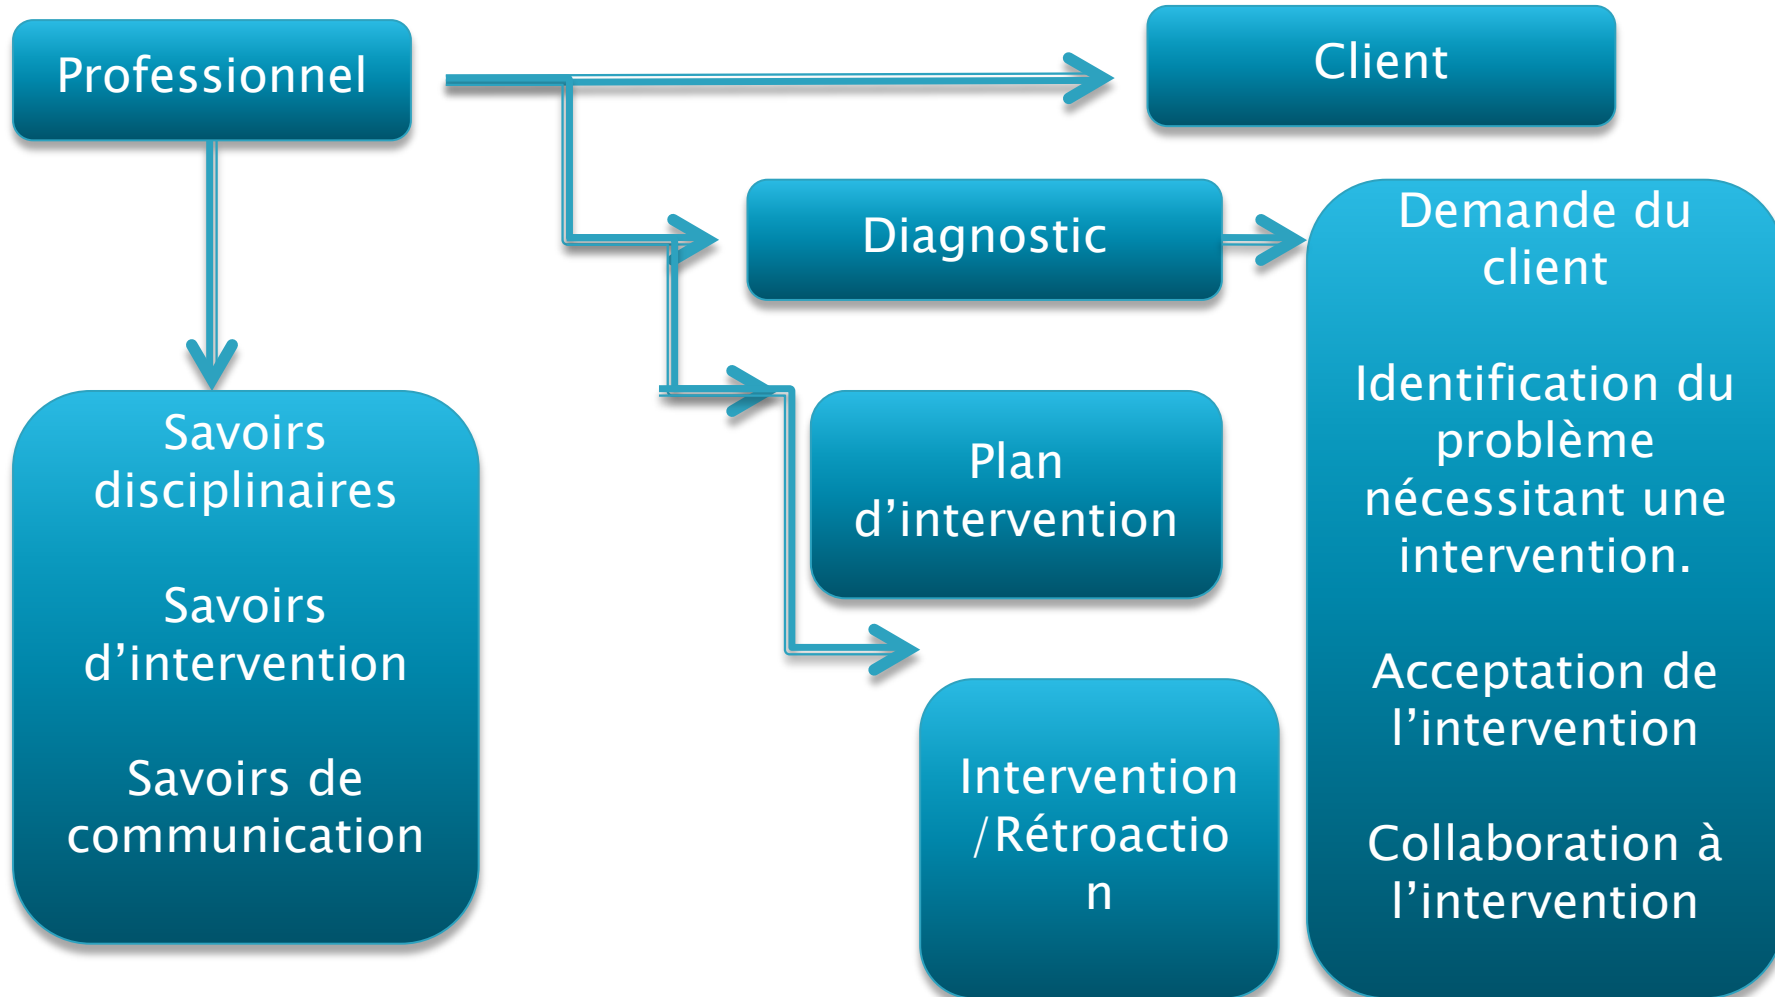 Professionnel
Client
Diagnostic
Demande du
client
Identification du
problème
nécessitant une
intervention.
Acceptation de
l’intervention
Collaboration à
l’intervention
Savoirs
disciplinaires
Savoirs
d’intervention
Savoirs de
communication
Plan
d’intervention
Intervention
/Rétroactio
n